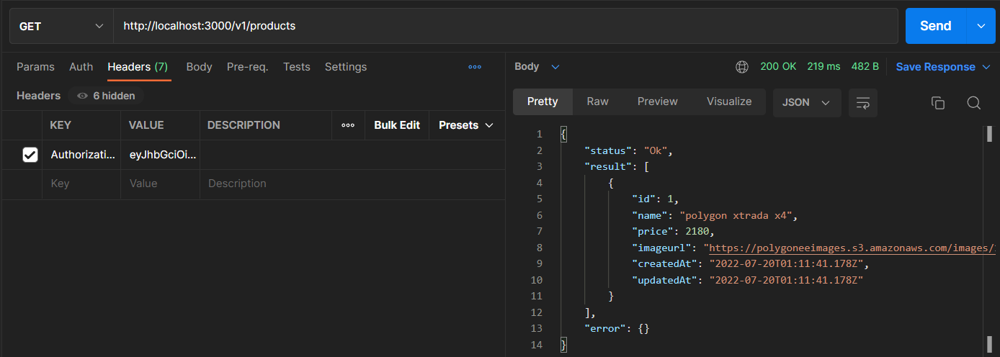 GET http://localhost:3000/v1/products Send
Params Auth Headers (7) Body Pre-req. Tests Settings
Headers 6 hidden
KEY VALUE DESCRIPTION Bulk Edit Presets
Authorizati... eyJhbGciOi...
Key Value Description
Body 200 OK 219 ms 482 B Save Response
Pretty Raw Preview Visualize JSON
1 {
2 "status": "Ok",
3 "result": [
4 {
5 "id": 1,
6 "name": "polygon xtrada x4",
7 "price": 2180,
8 "imageurl": "https://polygoneeimages.s3.amazonaws.com/images/
9 "createdAt": "2022-07-20T01:11:41.178Z",
10 "updatedAt": "2022-07-20T01:11:41.178Z"
11 }
12 ],
13 "error": {}
14 }